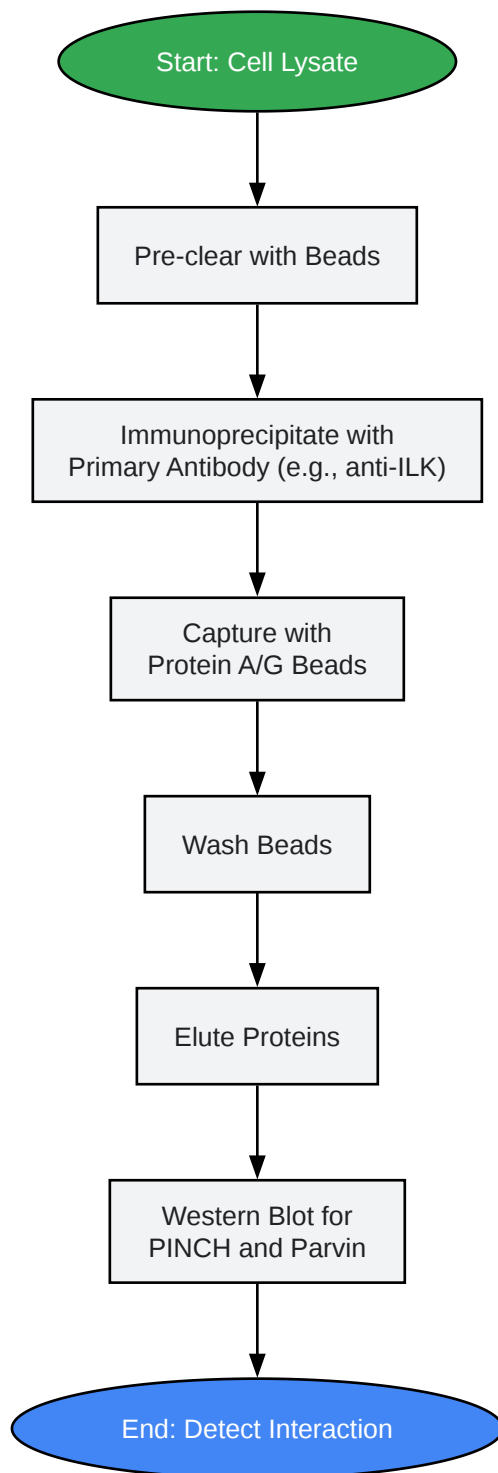 Start: Cell Lysate
Pre-clear with Beads
Immunoprecipitate with
Primary Antibody (e.g., anti-ILK)
Capture with
Protein A/G Beads
Wash Beads
Elute Proteins
Western Blot for
PINCH and Parvin
End: Detect Interaction